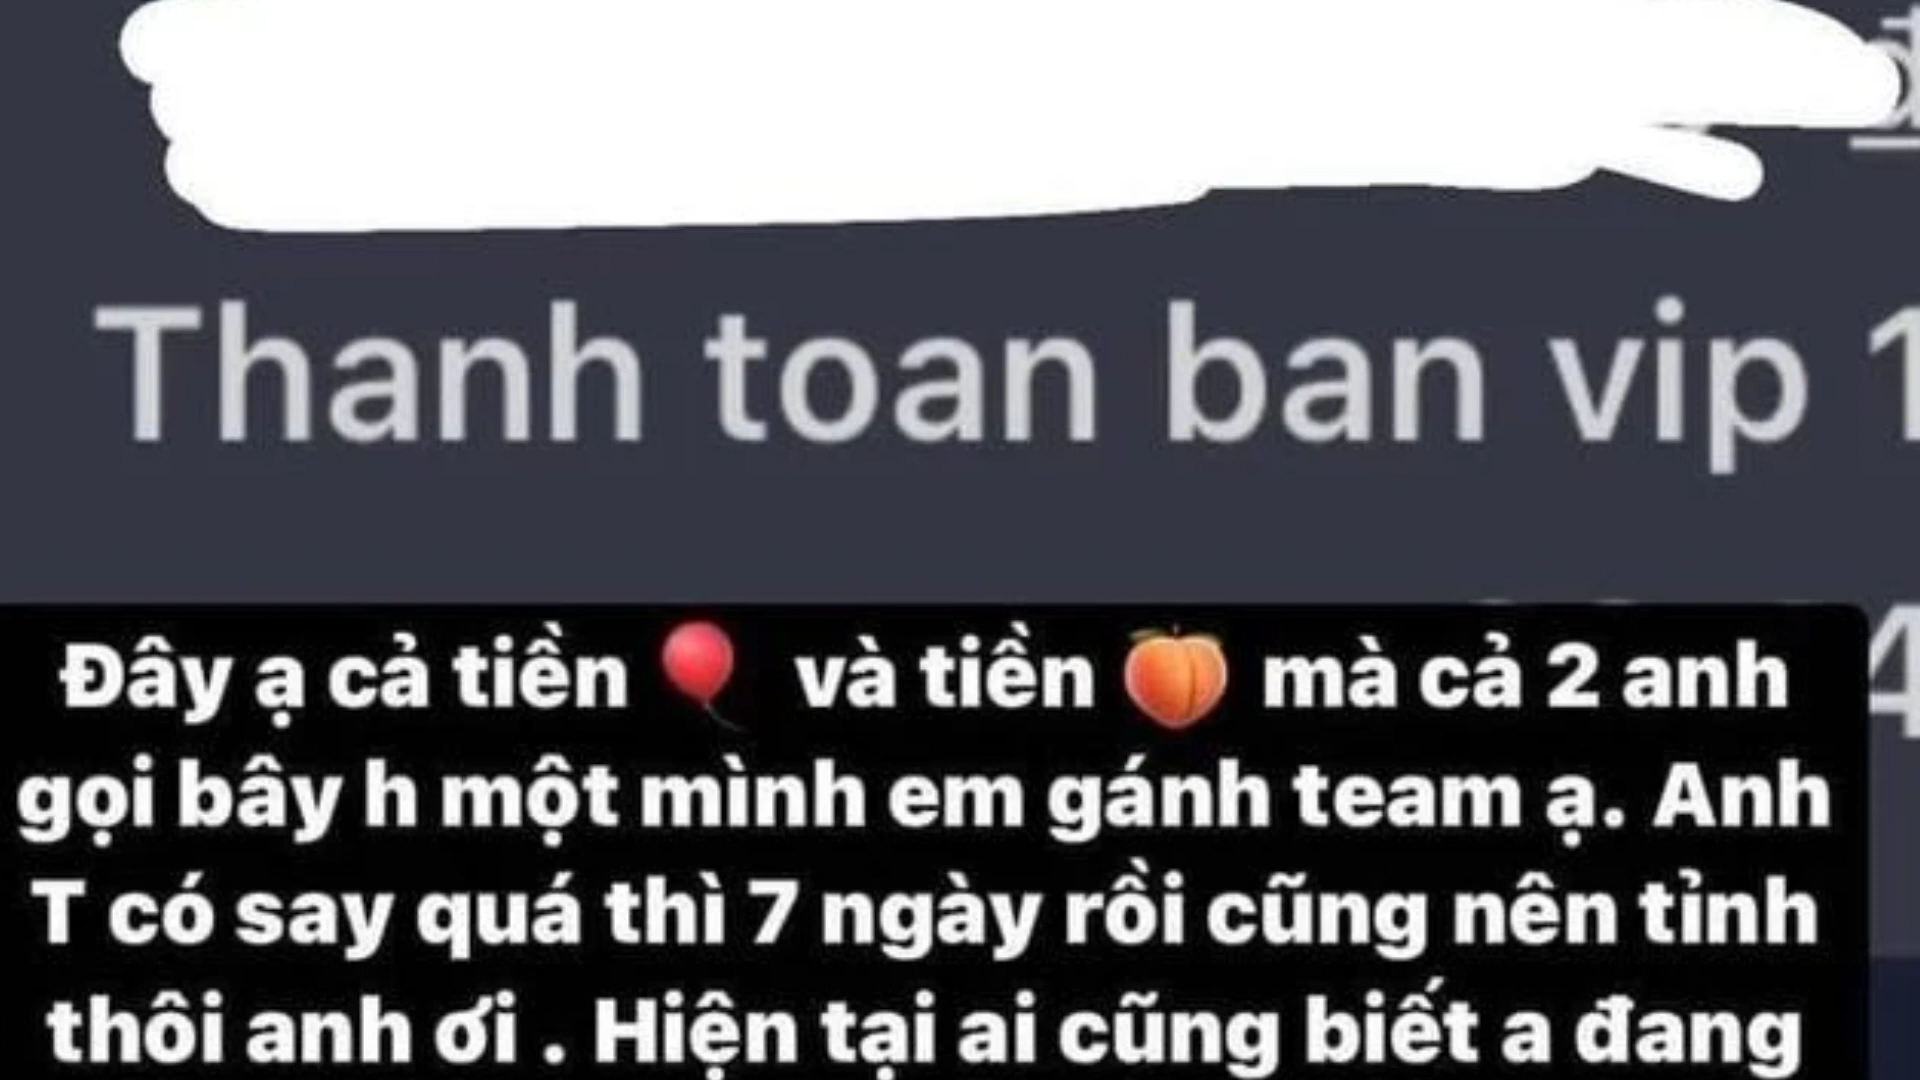 đ
Thanh toan ban vip 1
Đây ạ cả tiền 🎈 và tiền 🍑 mà cả 2 anh
4
gọi bây h một mình em gánh team ạ. Anh
T có say quá thì 7 ngày rồi cũng nên tỉnh
thôi anh ơi . Hiện tại ai cũng biết a đang